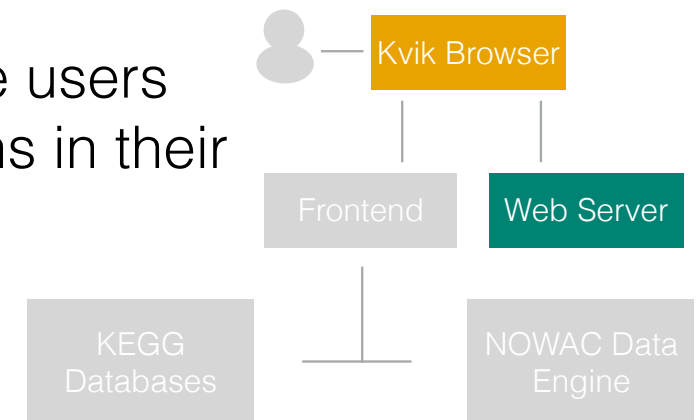 e users
ns in their
Kvik Browser
Frontend
Web Server
KEGG
Databases
NOWAC Data
Engine